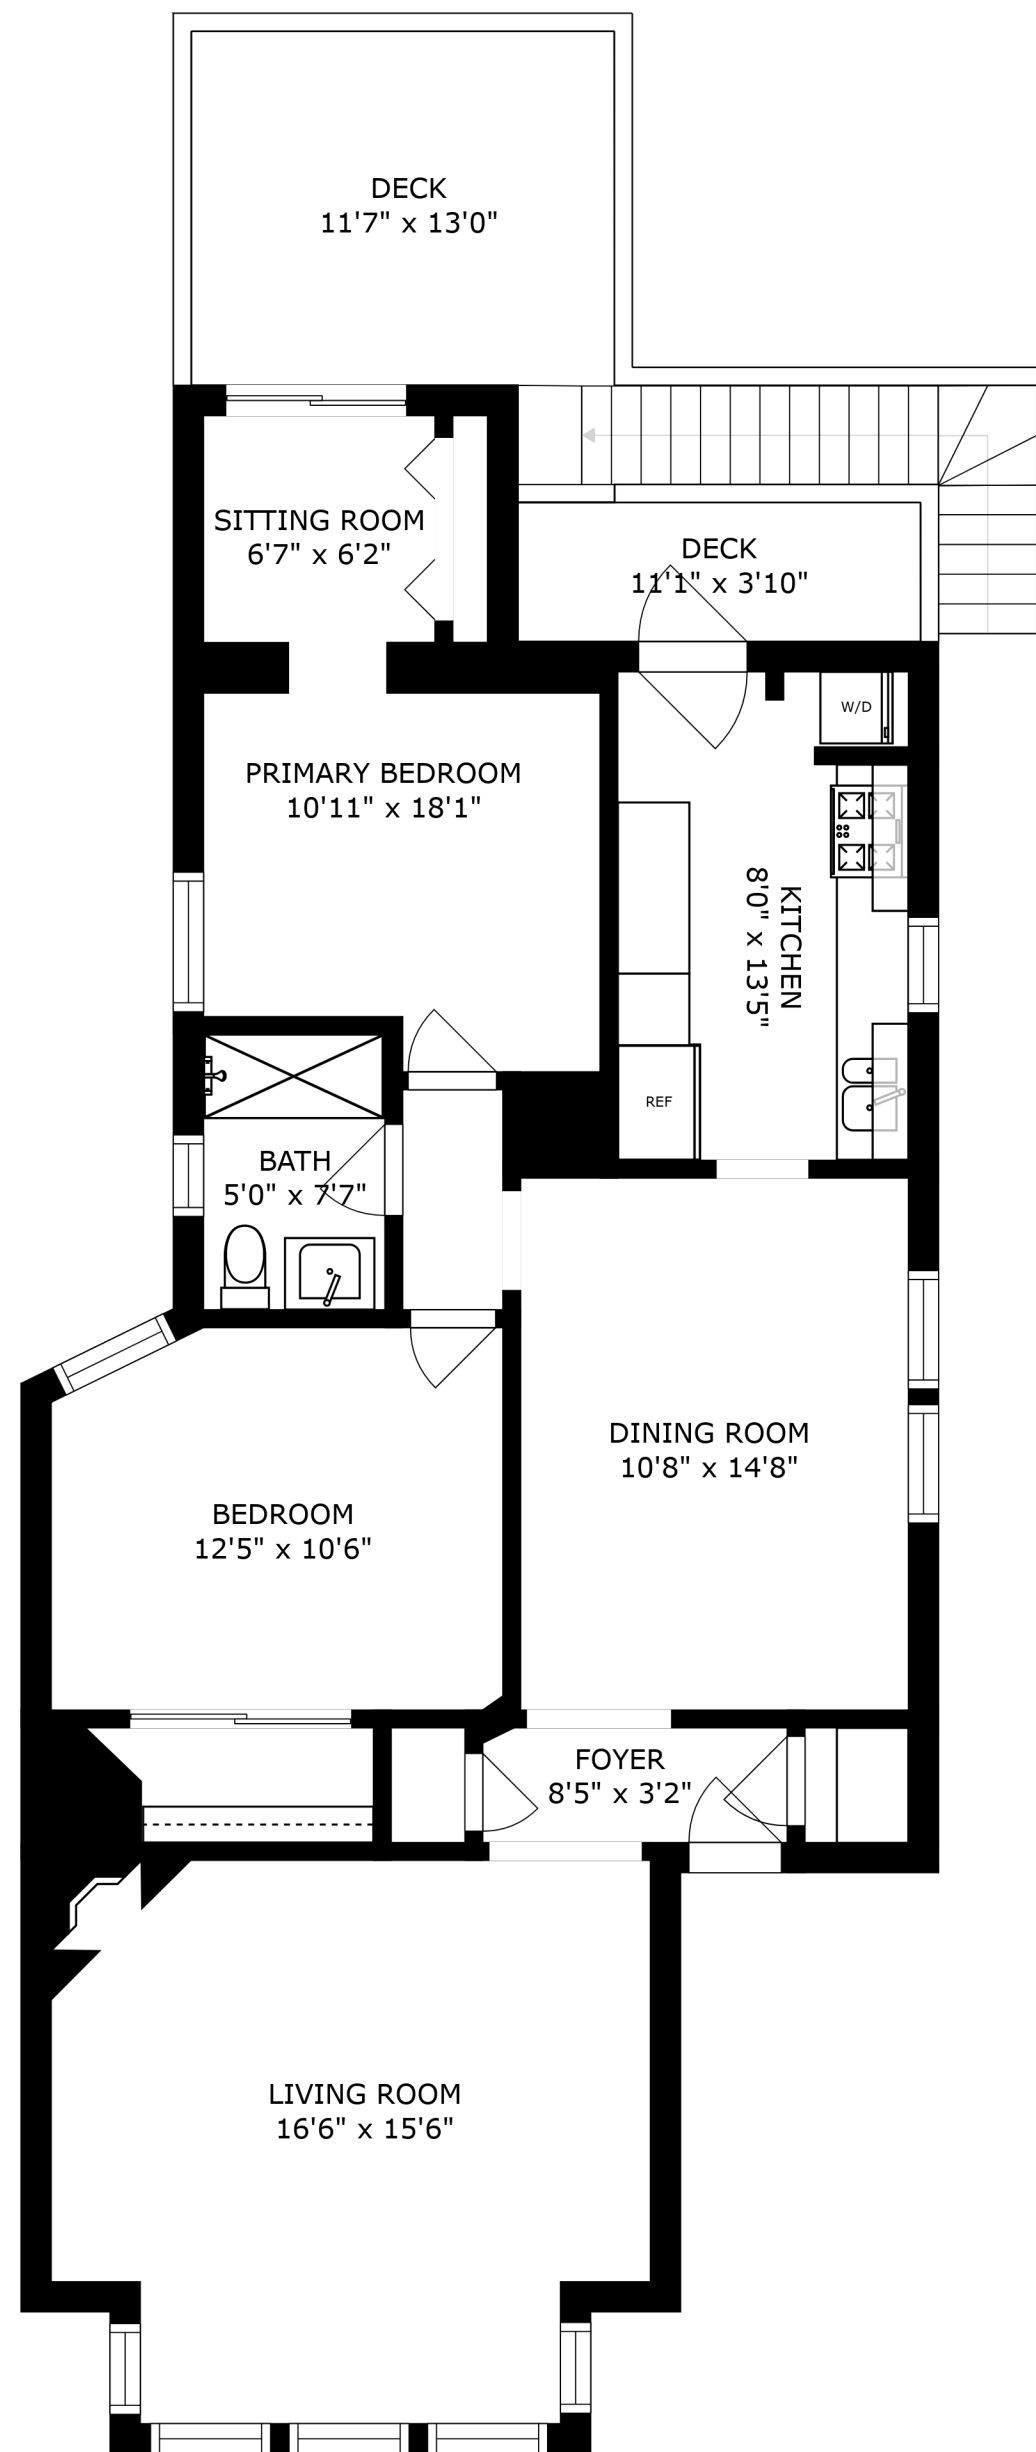 DECK
11'7" x 13'0"
SITTING ROOM
6'7" x 6'2"
DECK
11'1" x 3'10"
W/D
PRIMARY BEDROOM
10'11" x 18'1"
KITCHEN
8'0" x 13'5"
REF
BATH
5'0" x 7'7"
DINING ROOM
10'8" x 14'8"
BEDROOM
12'5" x 10'6"
FOYER
8'5" x 3'2"
LIVING ROOM
16'6" x 15'6"